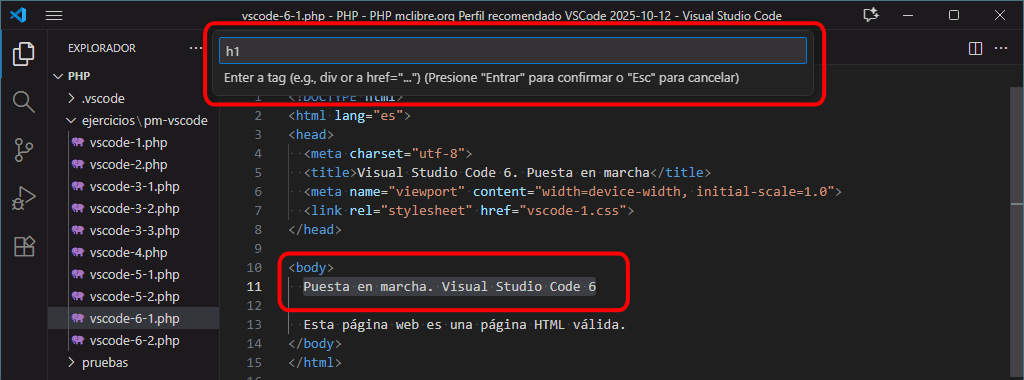 vscode-6-1.php - PHP - PHP mclibre.org Perfil recomendado VSCode 2025-10-12 - Visual Studio Code
EXPLORADOR
PHP
.vscode
ejercicios\pm-vscode
vscode-1.php
vscode-2.php
vscode-3-1.php
vscode-3-2.php
vscode-3-3.php
vscode-4.php
vscode-5-1.php
vscode-5-2.php
vscode-6-1.php
vscode-6-2.php
pruebas
h1
Enter a tag (e.g., div or a href="...") (Presione "Entrar" para confirmar o "Esc" para cancelar)
1 <!DOCTYPE html>
2 <html lang="es">
3 <head>
4 <meta charset="utf-8">
5 <title>Visual Studio Code 6. Puesta en marcha</title>
6 <meta name="viewport" content="width=device-width, initial-scale=1.0">
7 <link rel="stylesheet" href="vscode-1.css">
8 </head>
9
10 <body>
11 Puesta en marcha. Visual Studio Code 6
12
13 Esta página web es una página HTML válida.
14 </body>
15 </html>
16